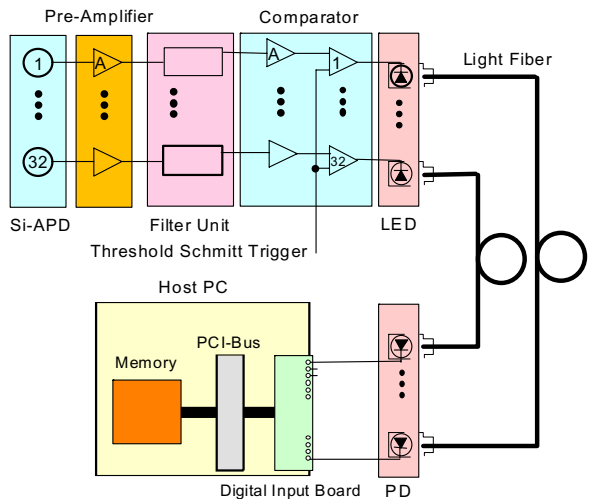 Pre-Amplifier
Comparator
1
A
A
1
Light Fiber
32
32
Si-APD
Filter Unit
LED
Threshold Schmitt Trigger
Host PC
PCI-Bus
Memory
Digital Input Board
PD